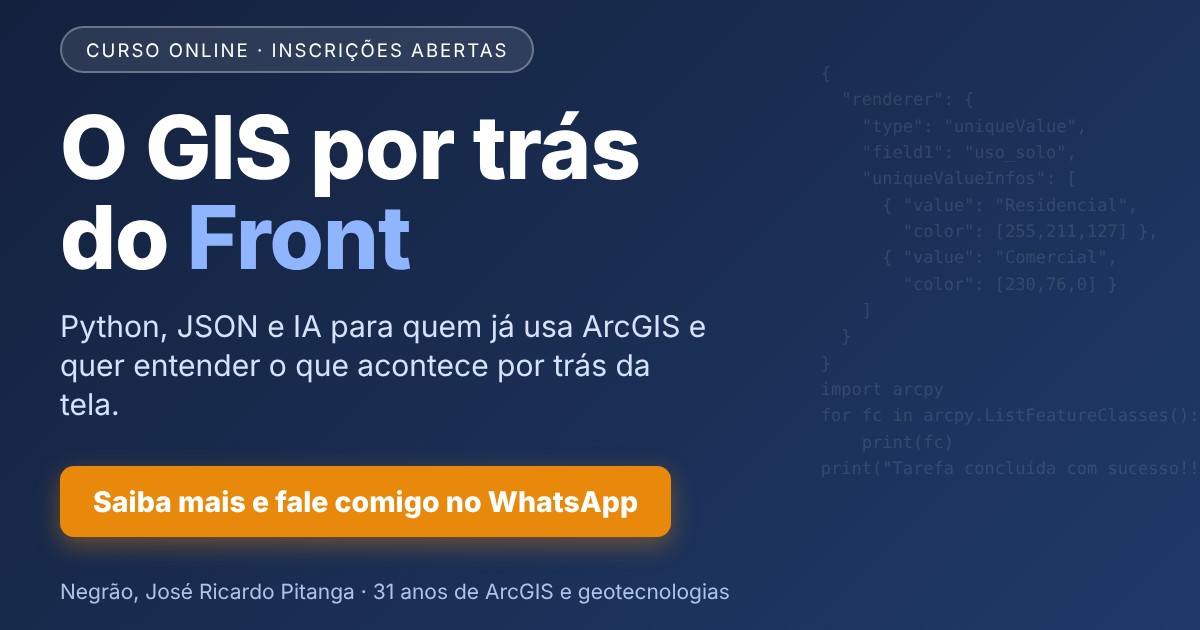 CURSO ONLINE · INSCRIÇÕES ABERTAS
O GIS por trás
do Front
Python, JSON e IA para quem já usa ArcGIS e
quer entender o que acontece por trás da
tela.
Saiba mais e fale comigo no WhatsApp
Negrão, José Ricardo Pitanga · 31 anos de ArcGIS e geotecnologias
{
  "renderer": {
    "type": "uniqueValue",
    "field1": "uso_solo",
    "uniqueValueInfos": [
      { "value": "Residencial",
        "color": [255,211,127] },
      { "value": "Comercial",
        "color": [230,76,0] }
    ]
  }
}
import arcpy
for fc in arcpy.ListFeatureClasses():
    print(fc)
print("Tarefa concluída com sucesso!!